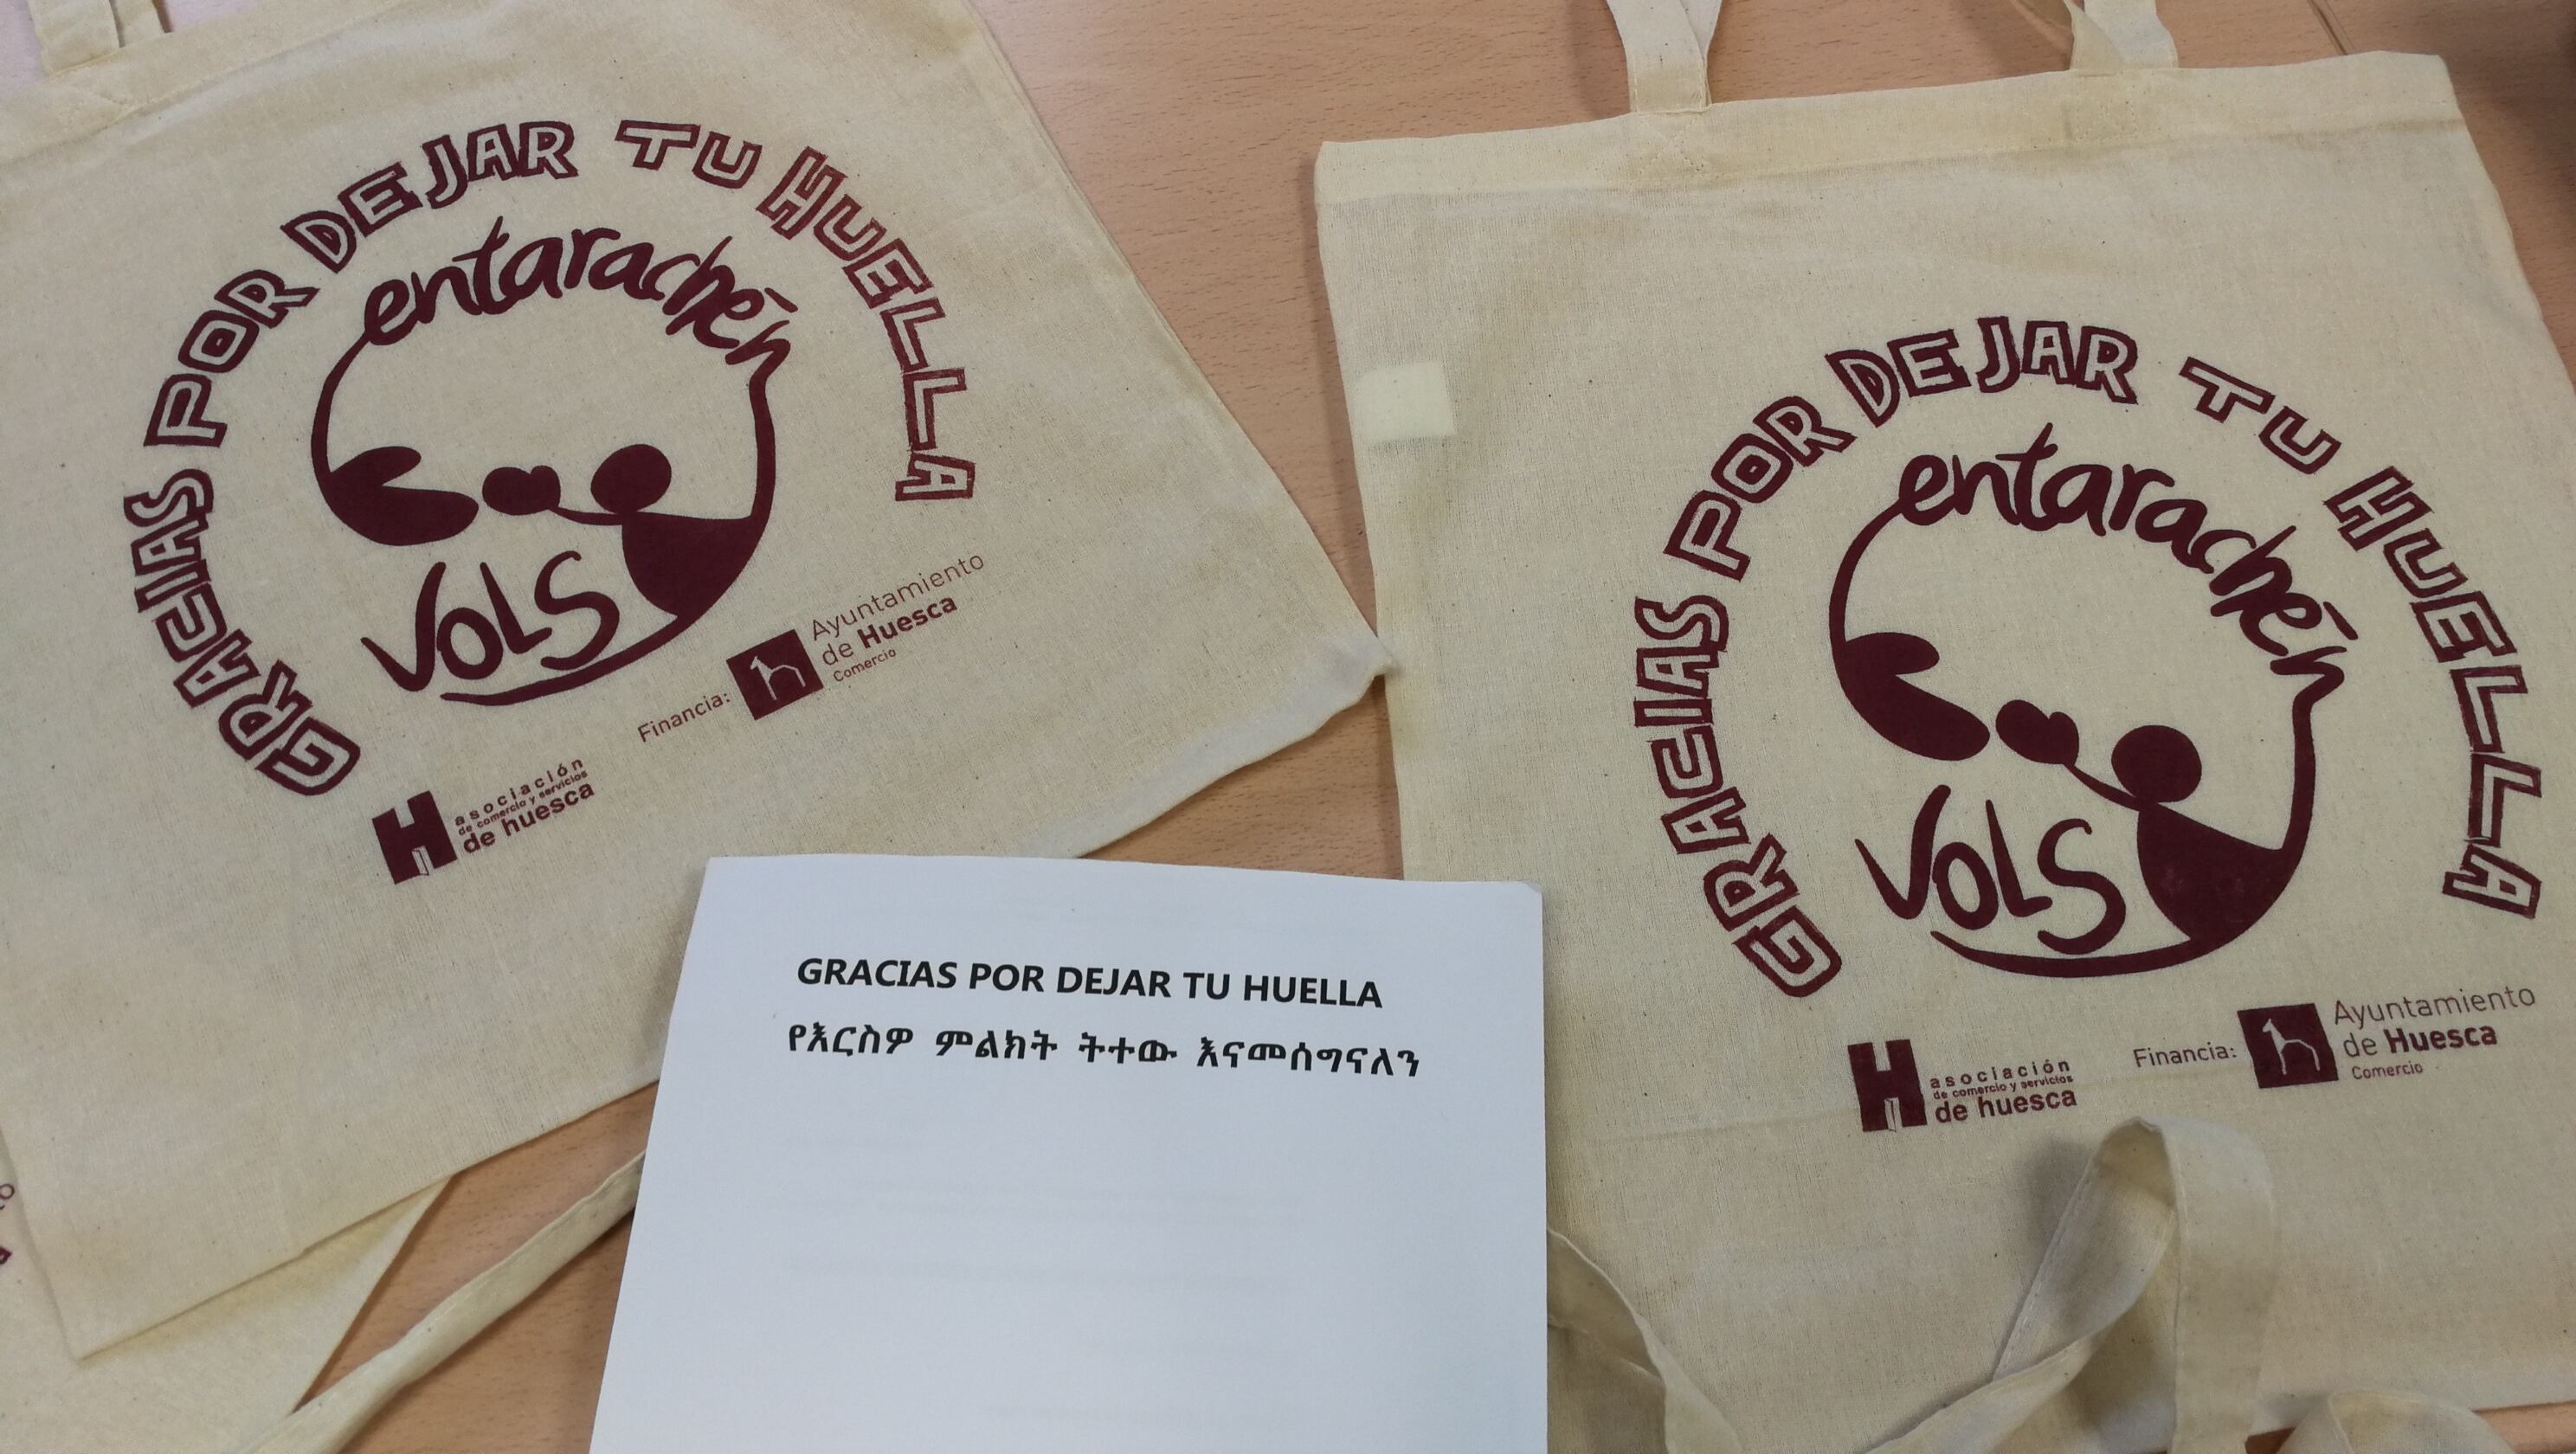 GRACIAS POR DEJAR TU HUELLA
entarachén
VOLS
asociación
de comercio y servicios
de huesca
Financia:
Ayuntamiento
de Huesca
Comercio
GRACIAS POR DEJAR TU HUELLA
entarachén
VOLS
asociación
de comercio y servicios
de huesca
Financia:
Ayuntamiento
de Huesca
Comercio
GRACIAS POR DEJAR TU HUELLA
የእርስዎ ምልክት ትተው እናመሰግናለን